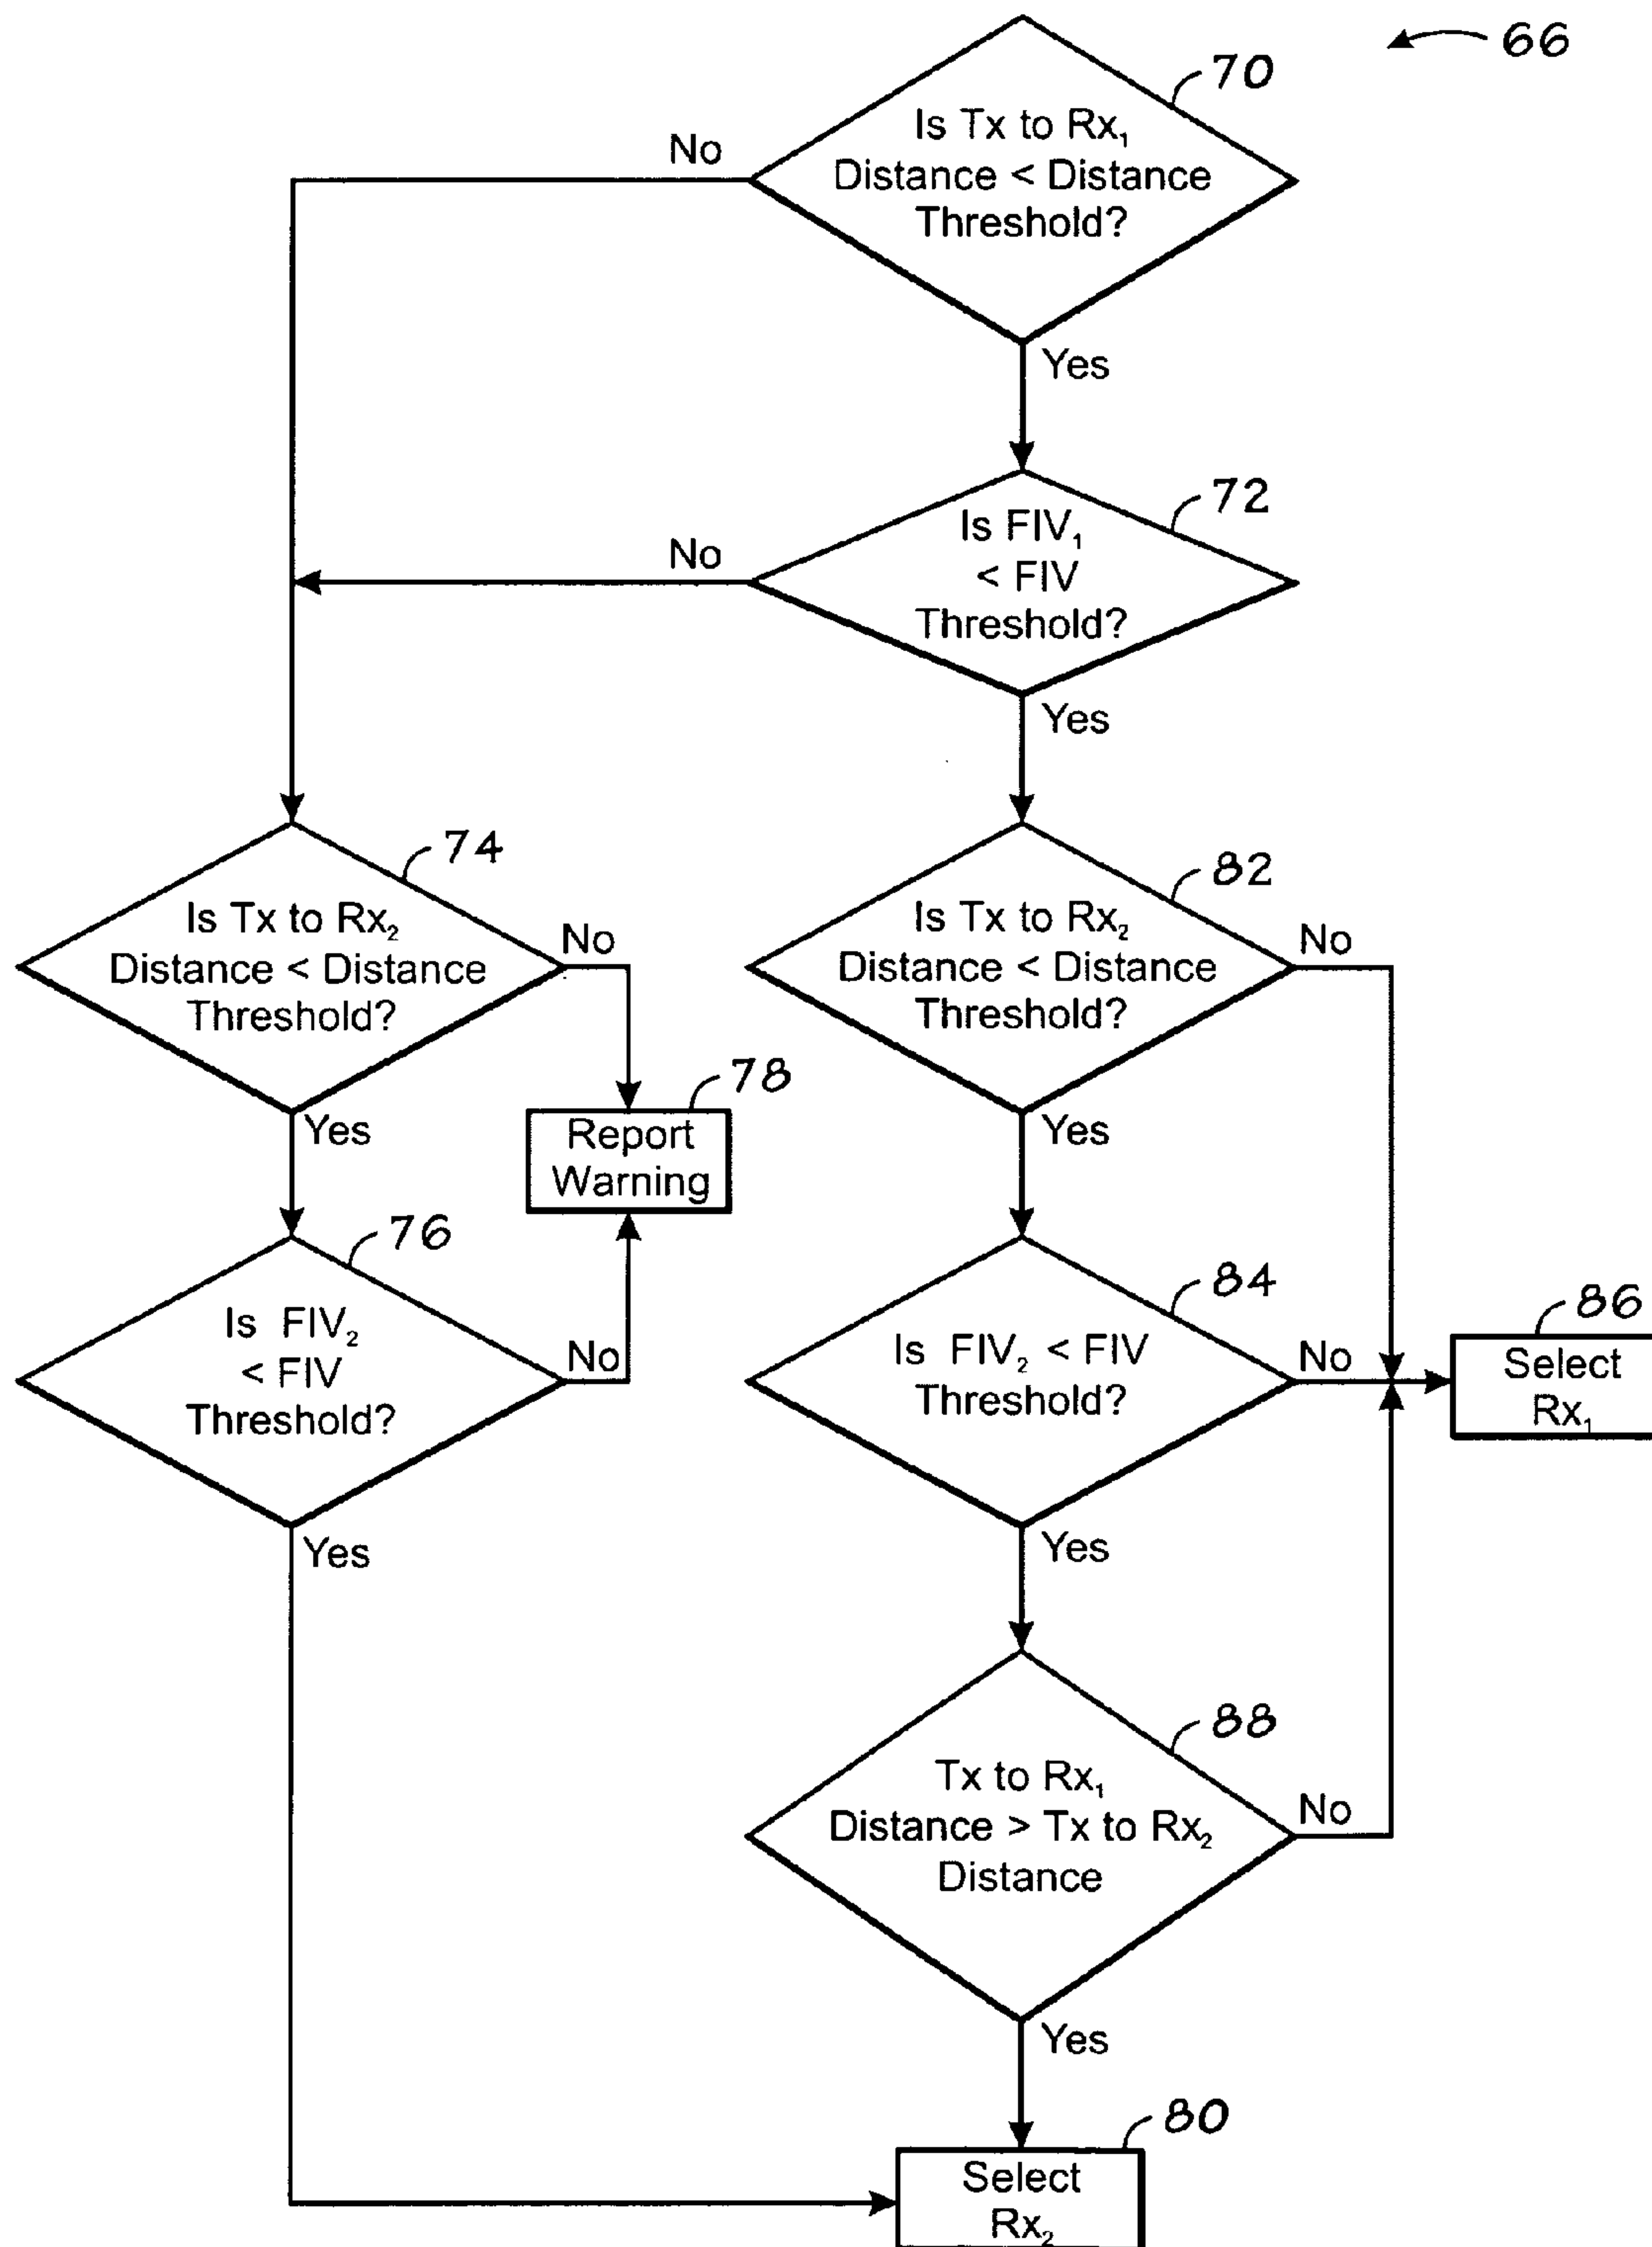 66
70
Is Tx to Rx₁
Distance < Distance
Threshold?
No
Yes
72
Is FIV₁
< FIV
Threshold?
No
Yes
74
Is Tx to Rx₂
Distance < Distance
Threshold?
No
Yes
82
Is Tx to Rx₂
Distance < Distance
Threshold?
No
Yes
78
Report
Warning
76
Is FIV₂
< FIV
Threshold?
No
Yes
84
Is FIV₂ < FIV
Threshold?
No
Yes
86
Select
Rx₁
88
Tx to Rx₁
Distance > Tx to Rx₂
Distance
No
Yes
80
Select
Rx₂